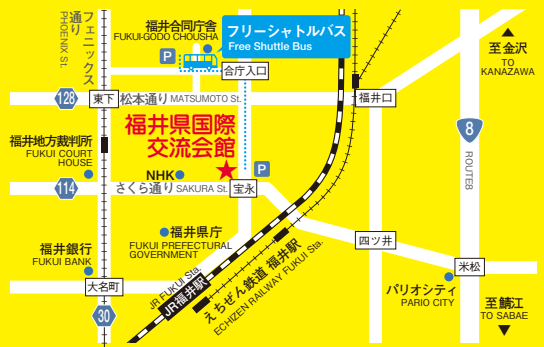 フェニックス
通り
PHOENIX St.
福井合同庁舎
FUKUI-GODO CHOUSHA
フリーシャトルバス
Free Shuttle Bus
P
合庁入口
至金沢
TO
KANAZAWA
128
東下
松本通り MATSUMOTO St.
福井口
8
ROUTE8
福井地方裁判所
FUKUI COURT
HOUSE
福井県国際
交流会館
P
NHK
114
さくら通り SAKURA St.
宝永
福井県庁
FUKUI PREFECTURAL
GOVERNMENT
福井銀行
FUKUI BANK
大名町
30
JR FUKUI Sta.
JR福井駅
えちぜん鉄道 福井駅
ECHIZEN RAILWAY FUKUI Sta.
四ツ井
米松
パリオシティ
PARIO CITY
至鯖江
TO SABAE